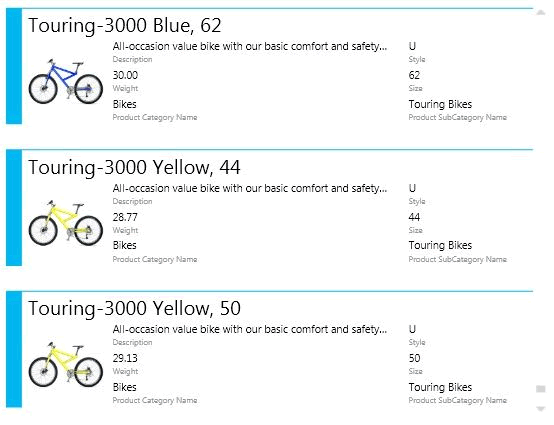 Touring-3000 Blue, 62
All-occasion value bike with our basic comfort and safety... U
Description Style
30.00 62
Weight Size
Bikes Touring Bikes
Product Category Name Product SubCategory Name
Touring-3000 Yellow, 44
All-occasion value bike with our basic comfort and safety... U
Description Style
28.77 44
Weight Size
Bikes Touring Bikes
Product Category Name Product SubCategory Name
Touring-3000 Yellow, 50
All-occasion value bike with our basic comfort and safety... U
Description Style
29.13 50
Weight Size
Bikes Touring Bikes
Product Category Name Product SubCategory Name